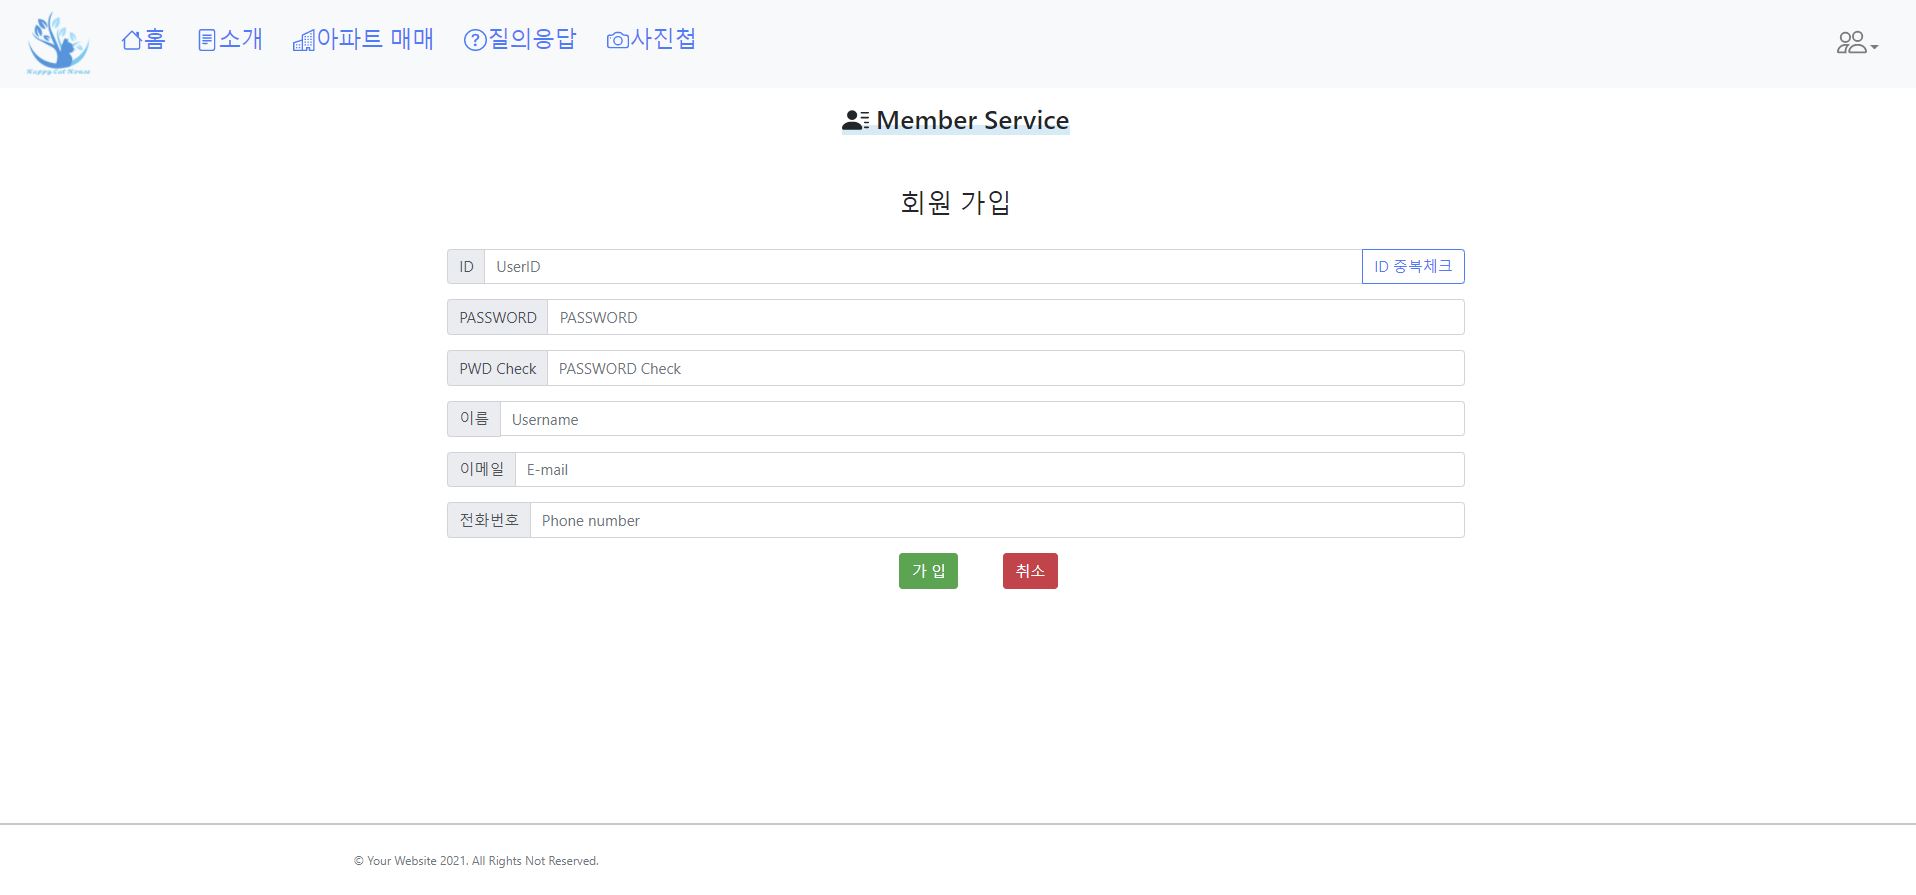 Happy Cat House
홈 소개 아파트 매매 질의응답 사진첩
Member Service
회원 가입
ID UserID ID 중복체크
PASSWORD PASSWORD
PWD Check PASSWORD Check
이름 Username
이메일 E-mail
전화번호 Phone number
가 입 취소
© Your Website 2021. All Rights Not Reserved.